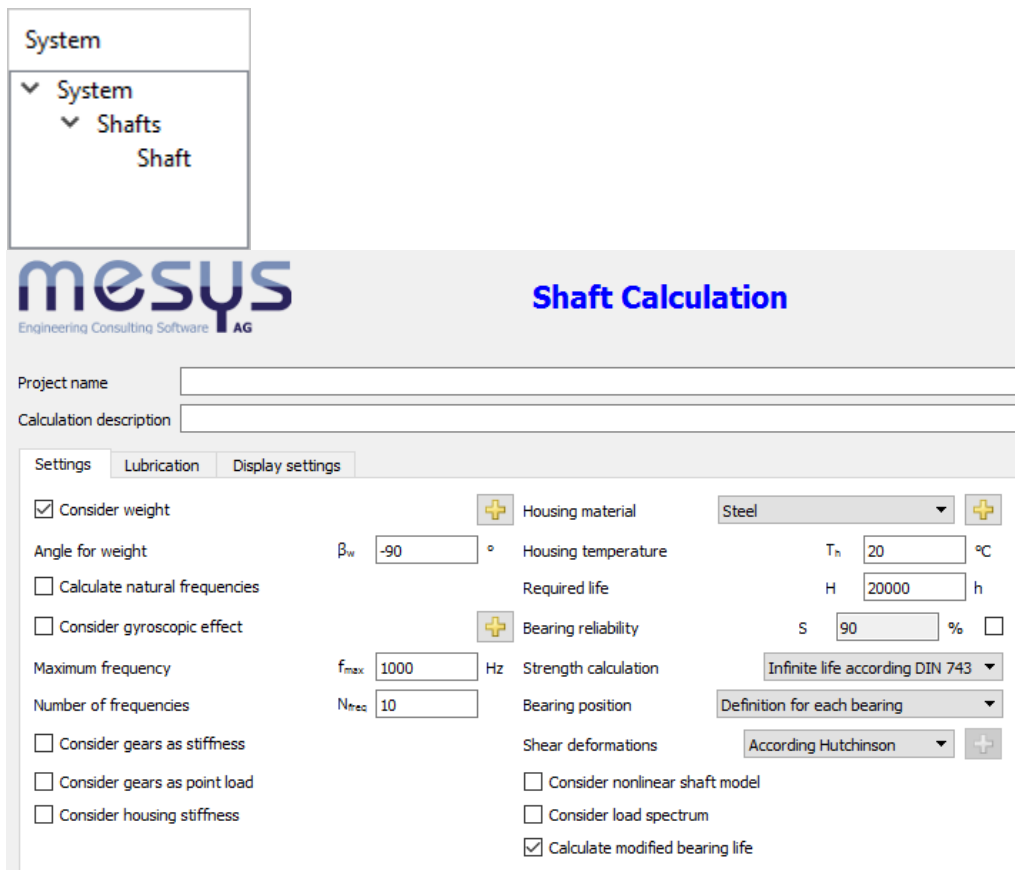 System
System
Shafts
Shaft
mesys
Engineering Consulting Software AG
Shaft Calculation
Project name
Calculation description
Settings Lubrication Display settings
Consider weight Housing material Steel
Angle for weight βw -90 ° Housing temperature Th 20 °C
Calculate natural frequencies Required life H 20000 h
Consider gyroscopic effect Bearing reliability S 90 %
Maximum frequency fmax 1000 Hz Strength calculation Infinite life according DIN 743
Number of frequencies Nfreq 10 Bearing position Definition for each bearing
Consider gears as stiffness Shear deformations According Hutchinson
Consider gears as point load Consider nonlinear shaft model
Consider housing stiffness Consider load spectrum
Calculate modified bearing life